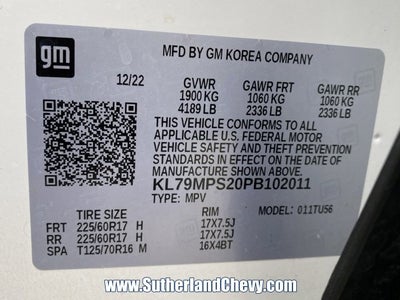 gm
MFD BY GM KOREA COMPANY
12/22 GVWR GAWR FRT GAWR RR
1900 KG 1060 KG 1060 KG
4189 LB 2336 LB 2336 LB
THIS VEHICLE CONFORMS TO ALL
APPLICABLE U.S. FEDERAL MOTOR
VEHICLE SAFETY AND THEFT PREVENTION
STANDARDS IN EFFECT ON THE DATE OF
MANUFACTURE SHOWN ABOVE.
KL79MPS20PB102011
TYPE: MPV MODEL: 011TU56
TIRE SIZE RIM
FRT 225/60R17 H 17X7.5J
RR 225/60R17 H 17X7.5J
SPA T125/70R16 M 16X4BT
www.SutherlandChevy.com